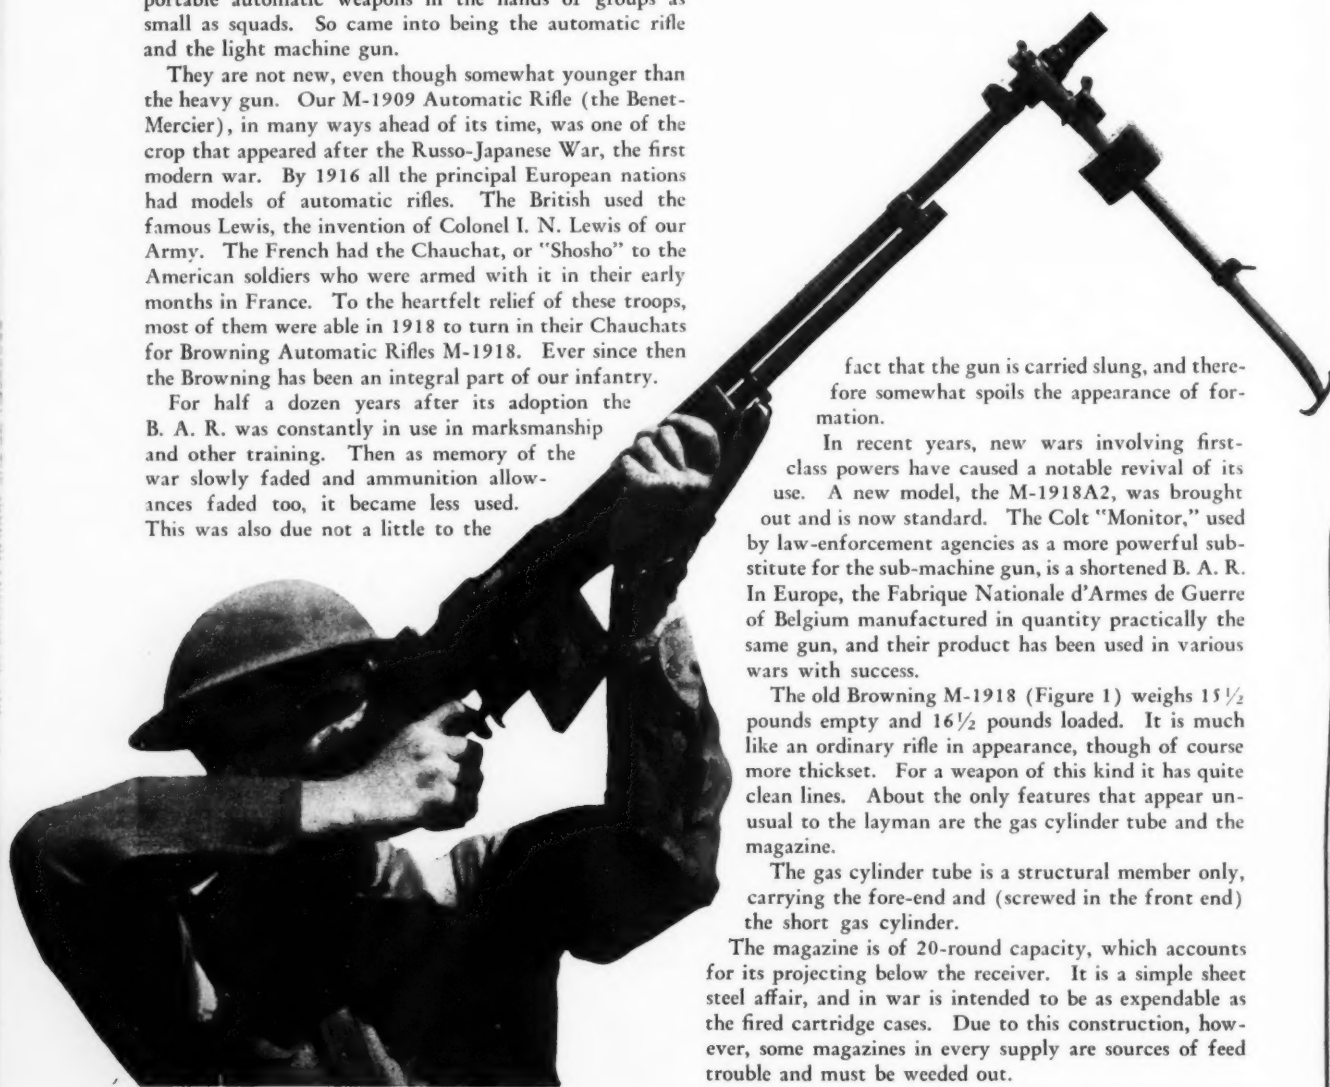 portable automatic weapons in the hands of groups as
small as squads. So came into being the automatic rifle
and the light machine gun.
They are not new, even though somewhat younger than
the heavy gun. Our M-1909 Automatic Rifle (the Benet-
Mercier), in many ways ahead of its time, was one of the
crop that appeared after the Russo-Japanese War, the first
modern war. By 1916 all the principal European nations
had models of automatic rifles. The British used the
famous Lewis, the invention of Colonel I. N. Lewis of our
Army. The French had the Chauchat, or "Shosho" to the
American soldiers who were armed with it in their early
months in France. To the heartfelt relief of these troops,
most of them were able in 1918 to turn in their Chauchats
for Browning Automatic Rifles M-1918. Ever since then
the Browning has been an integral part of our infantry.
For half a dozen years after its adoption the
B. A. R. was constantly in use in marksmanship
and other training. Then as memory of the
war slowly faded and ammunition allow-
ances faded too, it became less used.
This was also due not a little to the
fact that the gun is carried slung, and there-
fore somewhat spoils the appearance of for-
mation.
In recent years, new wars involving first-
class powers have caused a notable revival of its
use. A new model, the M-1918A2, was brought
out and is now standard. The Colt "Monitor," used
by law-enforcement agencies as a more powerful sub-
stitute for the sub-machine gun, is a shortened B. A. R.
In Europe, the Fabrique Nationale d'Armes de Guerre
of Belgium manufactured in quantity practically the
same gun, and their product has been used in various
wars with success.
The old Browning M-1918 (Figure 1) weighs 15½
pounds empty and 16½ pounds loaded. It is much
like an ordinary rifle in appearance, though of course
more thickset. For a weapon of this kind it has quite
clean lines. About the only features that appear un-
usual to the layman are the gas cylinder tube and the
magazine.
The gas cylinder tube is a structural member only,
carrying the fore-end and (screwed in the front end)
the short gas cylinder.
The magazine is of 20-round capacity, which accounts
for its projecting below the receiver. It is a simple sheet
steel affair, and in war is intended to be as expendable as
the fired cartridge cases. Due to this construction, how-
ever, some magazines in every supply are sources of feed
trouble and must be weeded out.